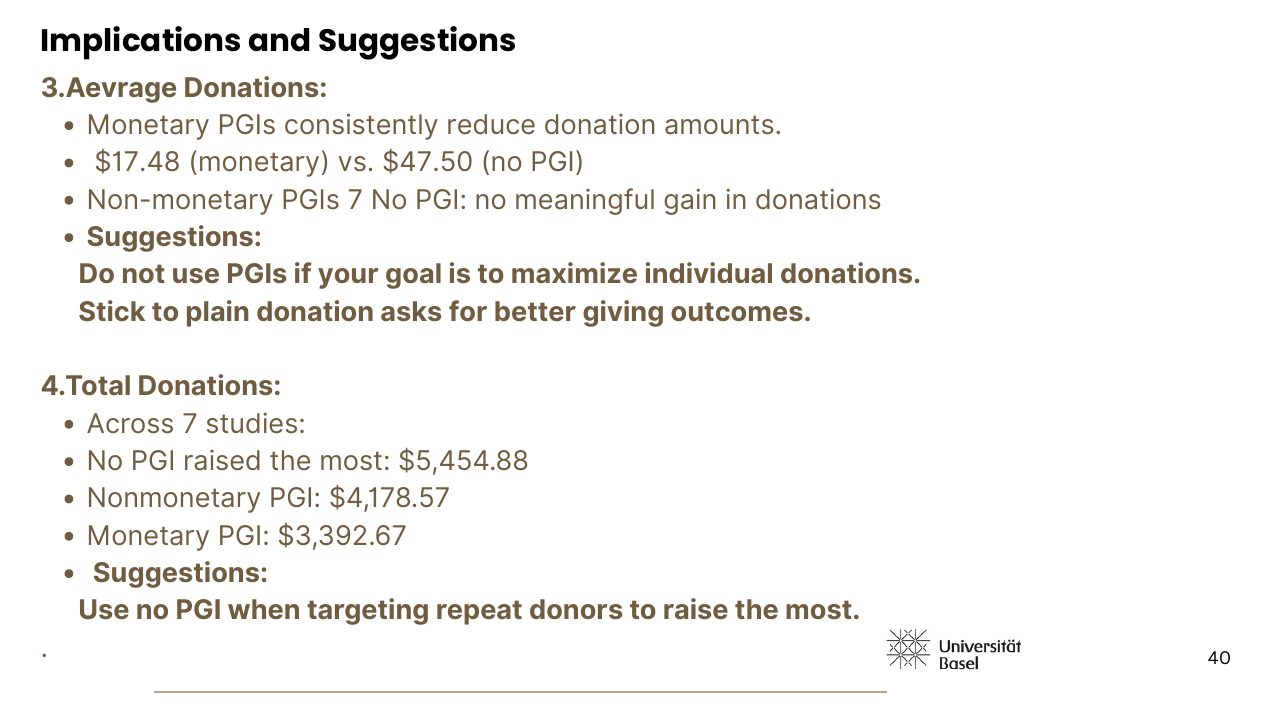 Implications and Suggestions
3.Aevrage Donations:
• Monetary PGIs consistently reduce donation amounts.
• $17.48 (monetary) vs. $47.50 (no PGI)
• Non-monetary PGIs 7 No PGI: no meaningful gain in donations
• Suggestions:
Do not use PGIs if your goal is to maximize individual donations.
Stick to plain donation asks for better giving outcomes.
4.Total Donations:
• Across 7 studies:
• No PGI raised the most: $5,454.88
• Nonmonetary PGI: $4,178.57
• Monetary PGI: $3,392.67
• Suggestions:
Use no PGI when targeting repeat donors to raise the most.
.
Universität
Basel
40